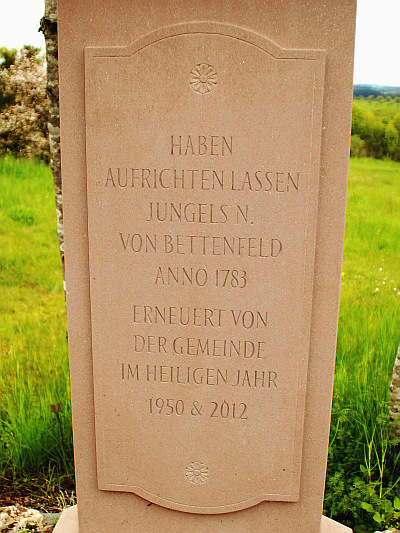 HABEN
AUFRICHTEN LASSEN
JUNGELS N.
VON BETTENFELD
ANNO 1783
ERNEUERT VON
DER GEMEINDE
IM HEILIGEN JAHR
1950 & 2012